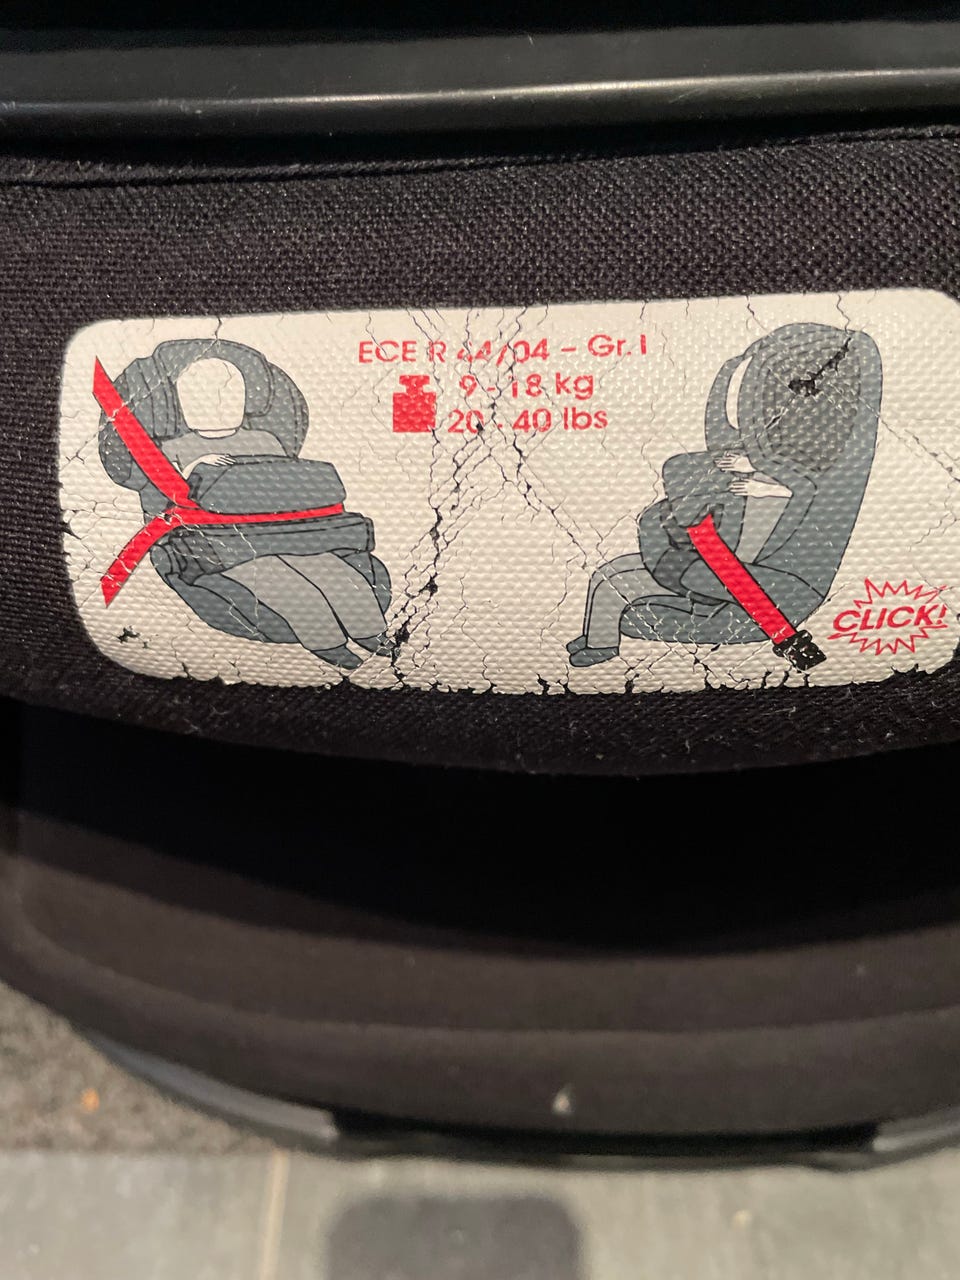 ECE R 44/04 – Gr. I
9 - 18 kg
20 - 40 lbs
CLICK!